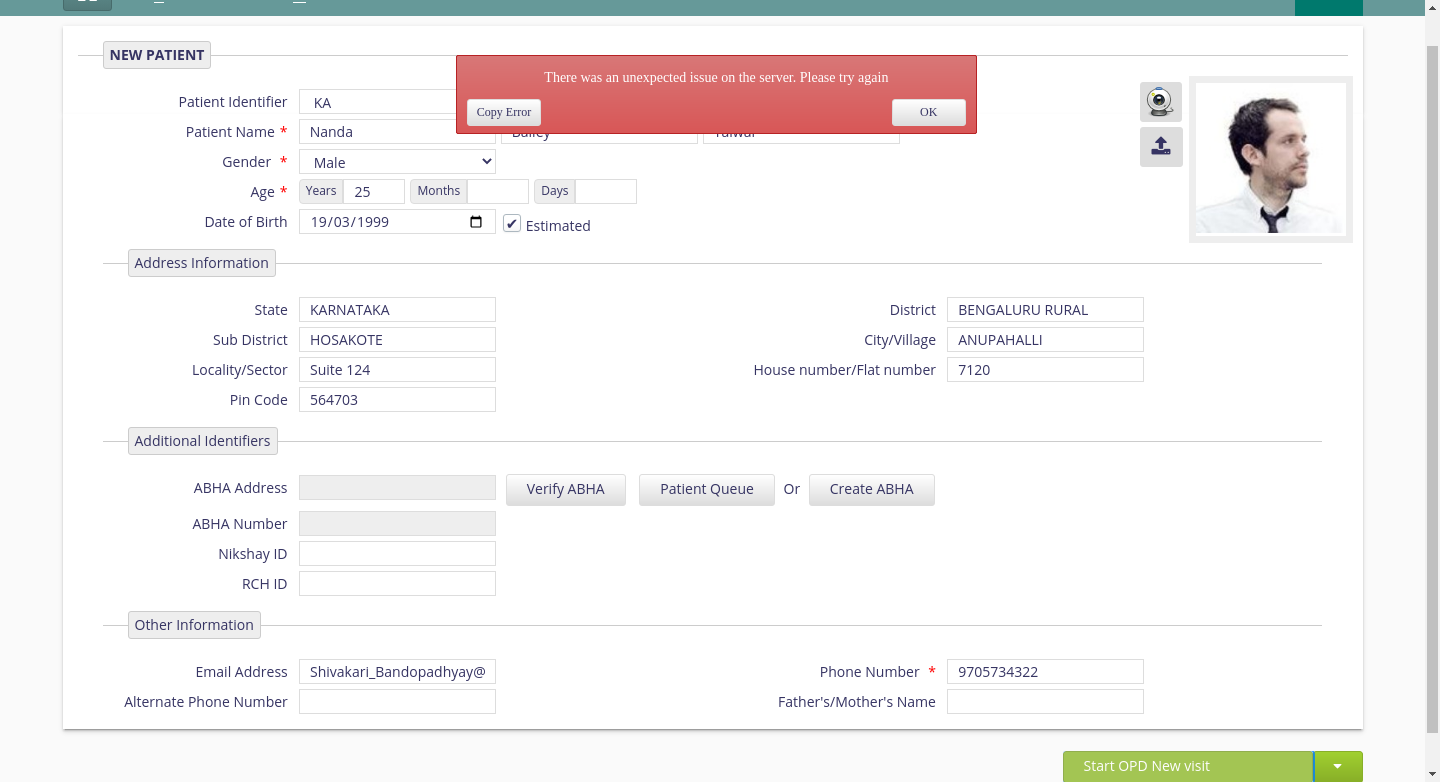 NEW PATIENT
There was an unexpected issue on the server. Please try again
Copy Error OK
Patient Identifier KA
Patient Name * Nanda Bailey Talwar
Gender * Male
Age * Years 25 Months Days
Date of Birth 19/03/1999 ✔ Estimated
Address Information
State KARNATAKA District BENGALURU RURAL
Sub District HOSAKOTE City/Village ANUPAHALLI
Locality/Sector Suite 124 House number/Flat number 7120
Pin Code 564703
Additional Identifiers
ABHA Address Verify ABHA Patient Queue Or Create ABHA
ABHA Number
Nikshay ID
RCH ID
Other Information
Email Address Shivakari_Bandopadhyay@ Phone Number * 9705734322
Alternate Phone Number Father's/Mother's Name
Start OPD New visit